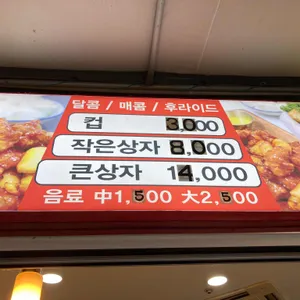 달콤 / 매콤 / 후라이드
컵 3,000
작은상자 8,000
큰상자 14,000
음료 中1,500 大2,500